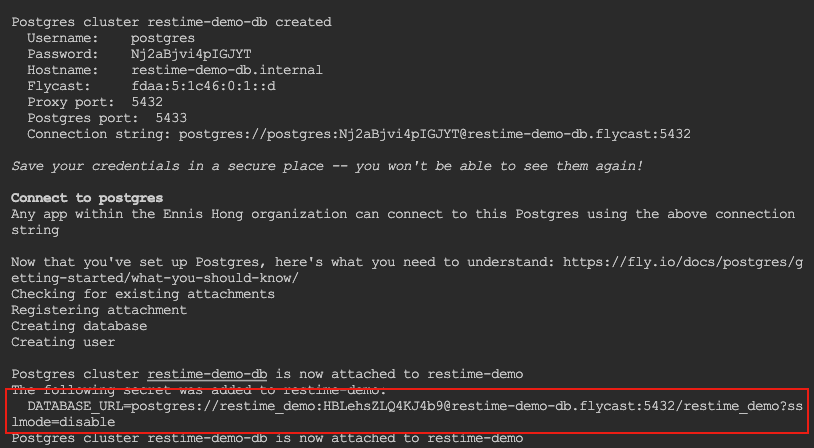 Postgres cluster restime-demo-db created
Username: postgres
Password: Nj2aBjvi4pIGJYT
Hostname: restime-demo-db.internal
Flycast: fdaa:5:1c46:0:1::d
Proxy port: 5432
Postgres port: 5433
Connection string: postgres://postgres:Nj2aBjvi4pIGJYT@restime-demo-db.flycast:5432
Save your credentials in a secure place -- you won't be able to see them again!
Connect to postgres
Any app within the Ennis Hong organization can connect to this Postgres using the above connection
string
Now that you've set up Postgres, here's what you need to understand: https://fly.io/docs/postgres/g
etting-started/what-you-should-know/
Checking for existing attachments
Registering attachment
Creating database
Creating user
Postgres cluster restime-demo-db is now attached to restime-demo
The following secret was added to restime-demo:
DATABASE_URL=postgres://restime_demo:HBLehsZLQ4KJ4b9@restime-demo-db.flycast:5432/restime_demo?ss
lmode=disable
Postgres cluster restime-demo-db is now attached to restime-demo